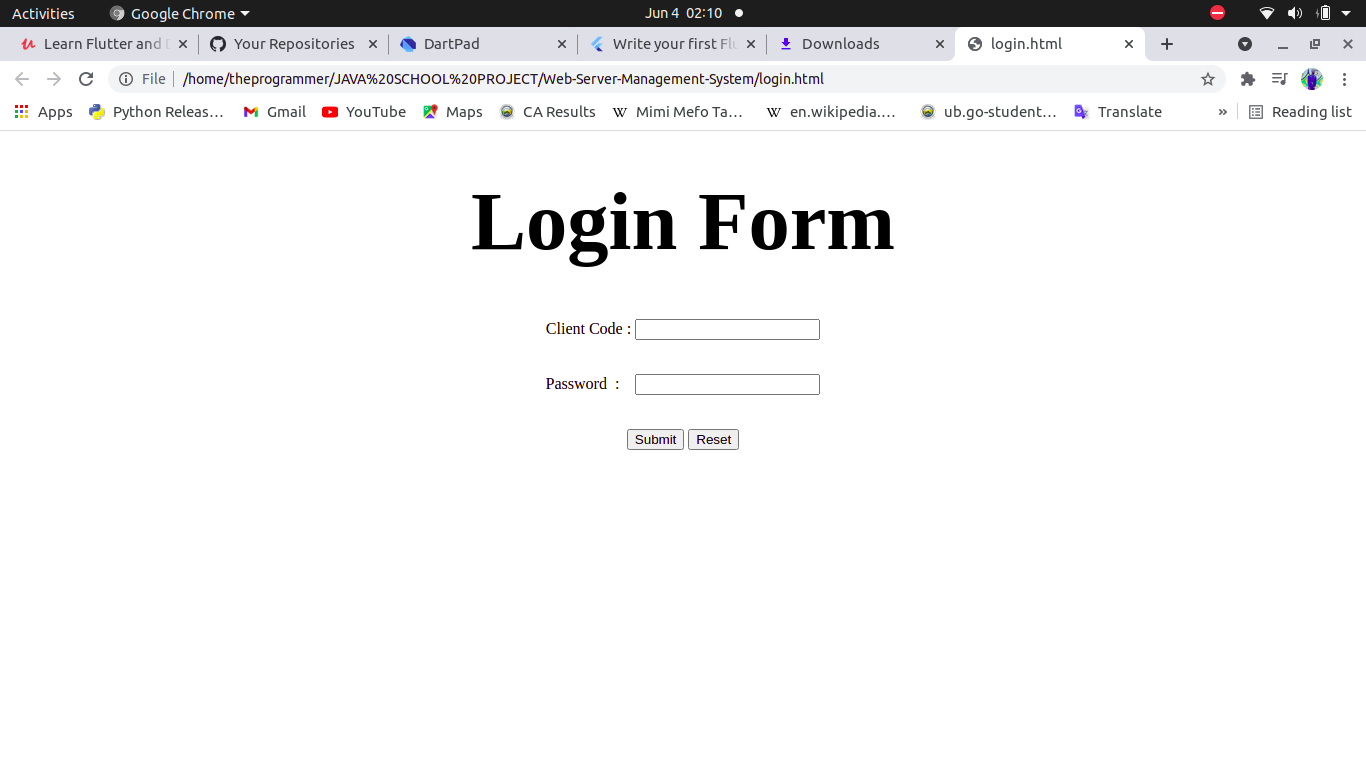 Activities Google Chrome Jun 4 02:10
Learn Flutter and D Your Repositories DartPad Write your first Flu Downloads login.html
File /home/theprogrammer/JAVA%20SCHOOL%20PROJECT/Web-Server-Management-System/login.html
Apps Python Releas… Gmail YouTube Maps CA Results Mimi Mefo Ta… en.wikipedia.… ub.go-student… Translate » Reading list
Login Form
Client Code :
Password :
Submit Reset